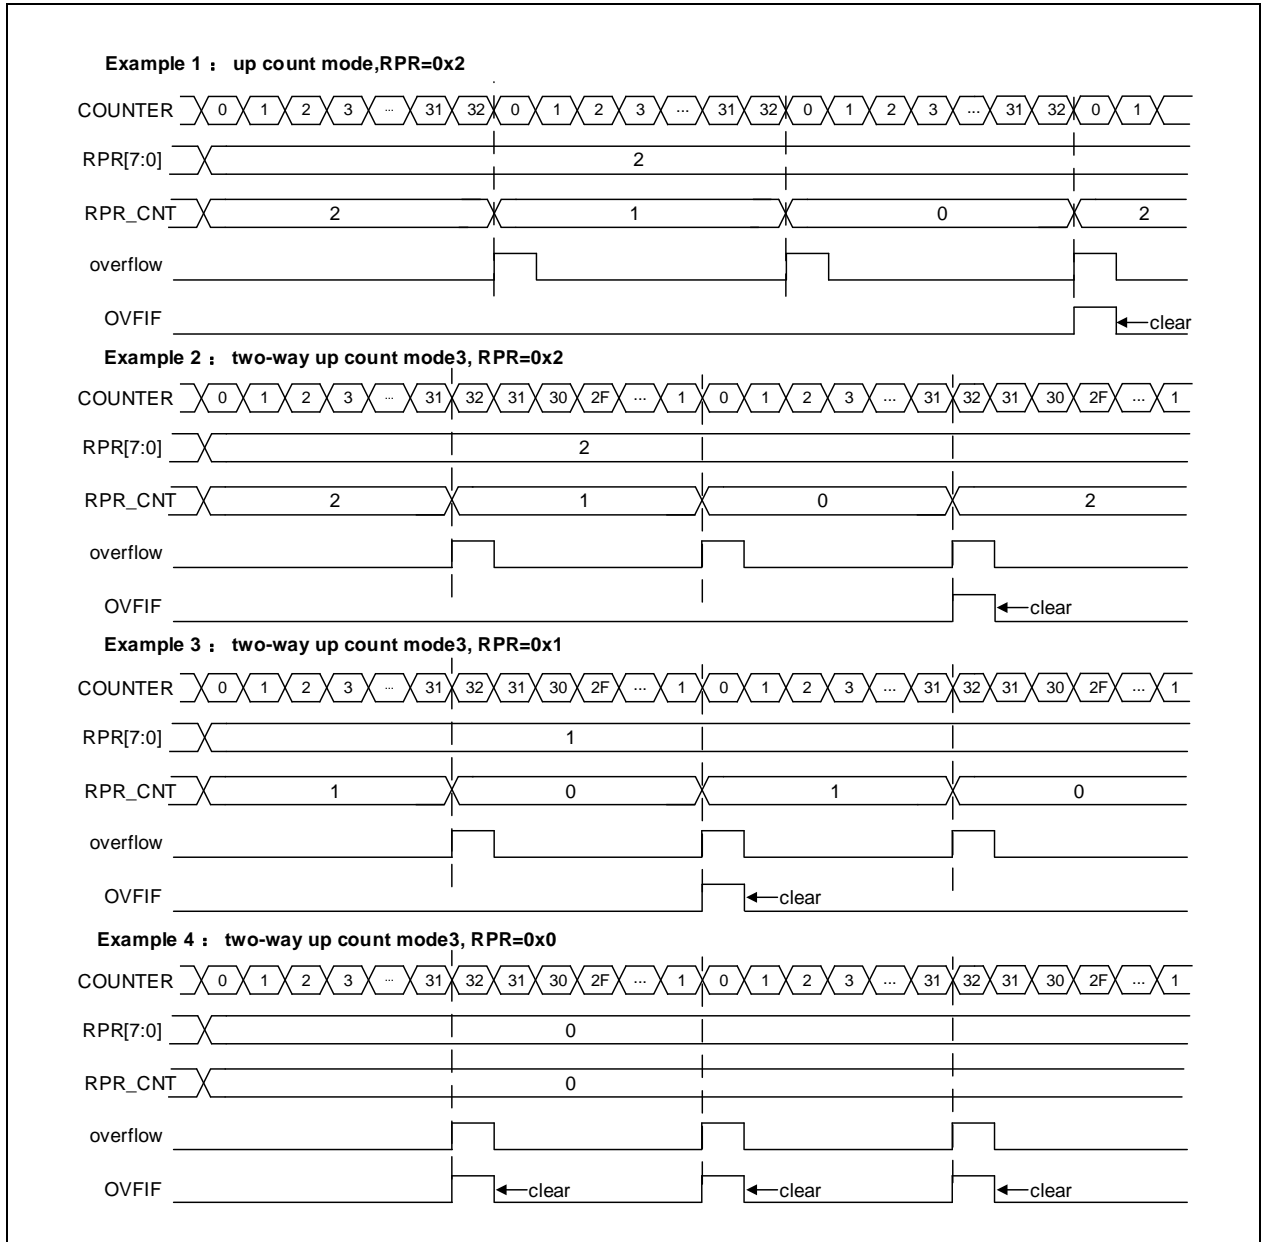 Example 1： up count mode,RPR=0x2
COUNTER 0 1 2 3 ... 31 32 0 1 2 3 ... 31 32 0 1 2 3 ... 31 32 0 1
RPR[7:0] 2
RPR_CNT 2 1 0 2
overflow
OVFIF clear
Example 2： two-way up count mode3, RPR=0x2
COUNTER 0 1 2 3 ... 31 32 31 30 2F ... 1 0 1 2 3 ... 31 32 31 30 2F ... 1
RPR[7:0] 2
RPR_CNT 2 1 0 2
overflow
OVFIF clear
Example 3： two-way up count mode3, RPR=0x1
COUNTER 0 1 2 3 ... 31 32 31 30 2F ... 1 0 1 2 3 ... 31 32 31 30 2F ... 1
RPR[7:0] 1
RPR_CNT 1 0 1 0
overflow
OVFIF clear
Example 4： two-way up count mode3, RPR=0x0
COUNTER 0 1 2 3 ... 31 32 31 30 2F ... 1 0 1 2 3 ... 31 32 31 30 2F ... 1
RPR[7:0] 0
RPR_CNT 0
overflow
OVFIF clear clear clear